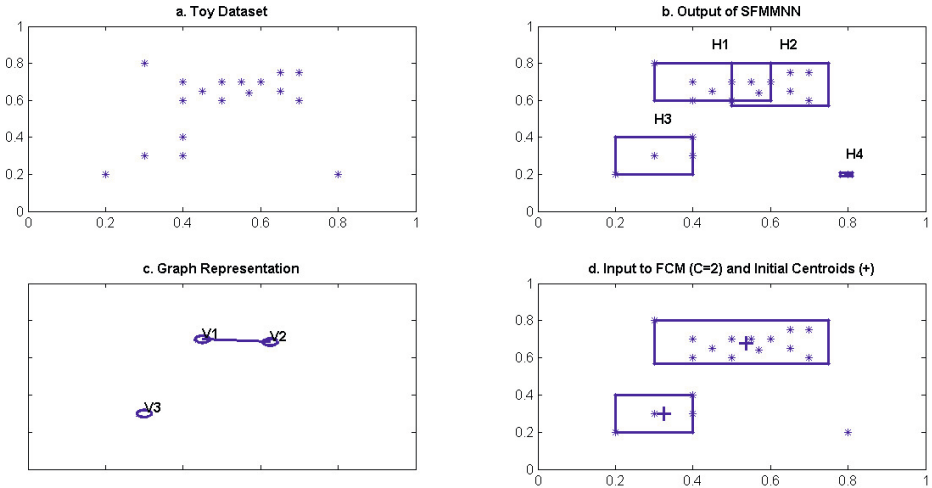 a. Toy Dataset
1
0.8
0.6
0.4
0.2
0
0 0.2 0.4 0.6 0.8 1
b. Output of SFMMNN
1
0.8
0.6
0.4
0.2
0
H1 H2
H3
H4
0 0.2 0.4 0.6 0.8 1
c. Graph Representation
V1 V2
V3
d. Input to FCM (C=2) and Initial Centroids (+)
1
0.8
0.6
0.4
0.2
0
0 0.2 0.4 0.6 0.8 1